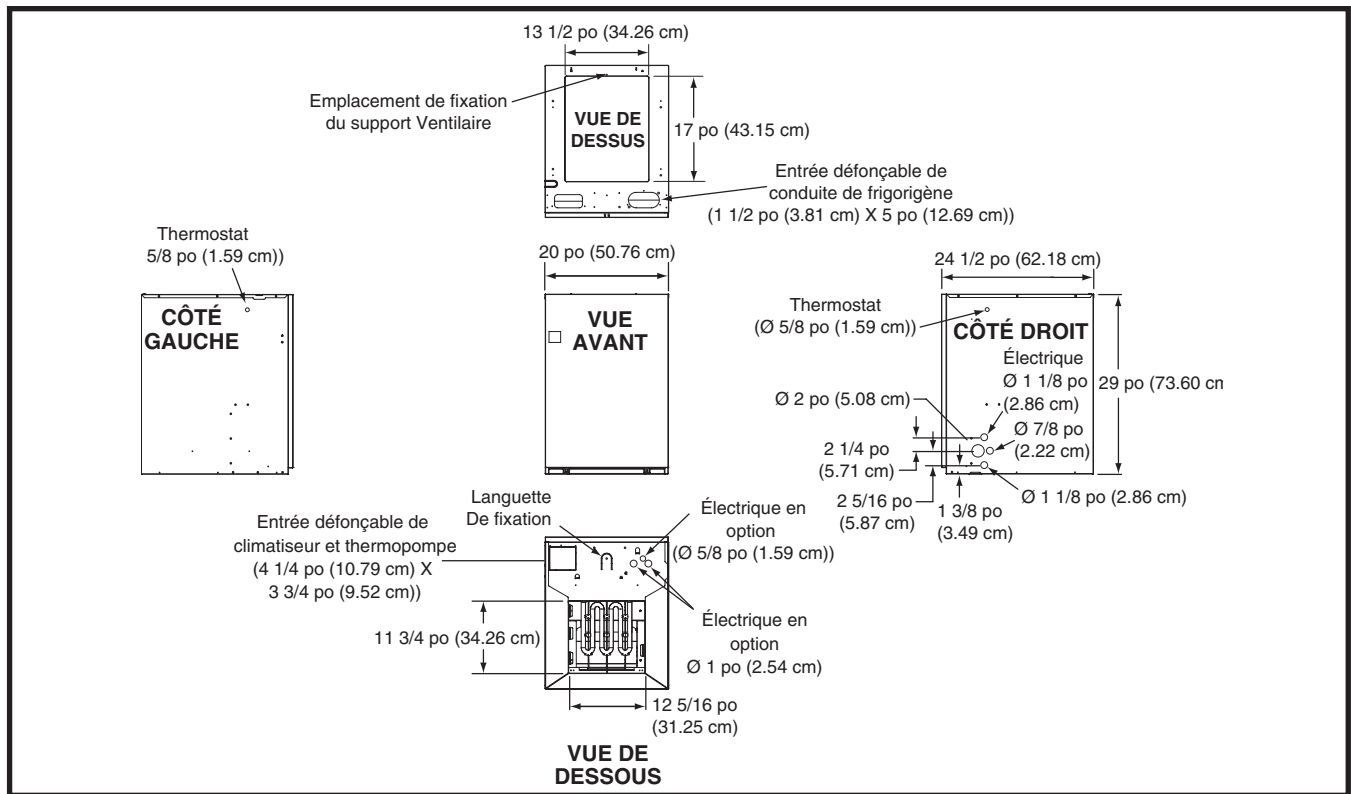 13 1/2 po (34.26 cm)
Emplacement de fixation
du support Ventilaire
VUE DE
DESSUS
17 po (43.15 cm)
Entrée défonçable de
conduite de frigorigène
(1 1/2 po (3.81 cm) X 5 po (12.69 cm))
Thermostat
5/8 po (1.59 cm))
CÔTÉ
GAUCHE
20 po (50.76 cm)
VUE
AVANT
24 1/2 po (62.18 cm)
Thermostat
(Ø 5/8 po (1.59 cm))
CÔTÉ DROIT
Électrique
Ø 1 1/8 po
(2.86 cm)
29 po (73.60 cm
Ø 2 po (5.08 cm)
Ø 7/8 po
(2.22 cm)
2 1/4 po
(5.71 cm)
Ø 1 1/8 po (2.86 cm)
2 5/16 po
(5.87 cm)
1 3/8 po
(3.49 cm)
Languette
De fixation
Électrique en
option
(Ø 5/8 po (1.59 cm))
Entrée défonçable de
climatiseur et thermopompe
(4 1/4 po (10.79 cm) X
3 3/4 po (9.52 cm))
11 3/4 po (34.26 cm)
Électrique en
option
Ø 1 po (2.54 cm)
12 5/16 po
(31.25 cm)
VUE DE
DESSOUS